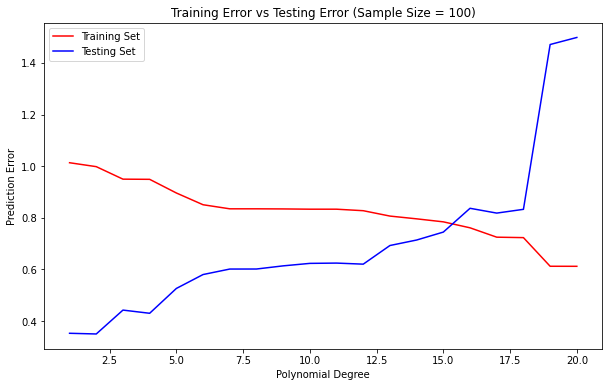 Training Error vs Testing Error (Sample Size = 100)
Training Set
Testing Set
Prediction Error
1.4
1.2
1.0
0.8
0.6
0.4
2.5 5.0 7.5 10.0 12.5 15.0 17.5 20.0
Polynomial Degree